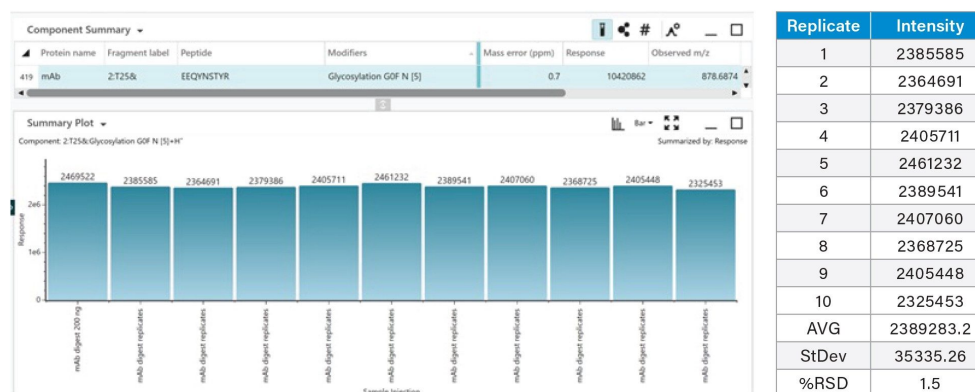 Component Summary
Protein name Fragment label Peptide Modifiers Mass error (ppm) Response Observed m/z
419 mAb 2:T25& EEQYNSTYR Glycosylation G0F N [5] 0.7 10420862 878.6874
Summary Plot
Bar
Component: 2:T25&:Glycosylation G0F N [5]+H⁺
Summarized by: Response
2469522 2385585 2364691 2379386 2405711 2461232 2389541 2407060 2368725 2405448 2325453
Response
2e6
1e6
0
mAb digest 200 ng
mAb digest replicates
mAb digest replicates
mAb digest replicates
mAb digest replicates
mAb digest replicates
mAb digest replicates
mAb digest replicates
mAb digest replicates
mAb digest replicates
mAb digest replicates
Sample Injection
Replicate Intensity
1 2385585
2 2364691
3 2379386
4 2405711
5 2461232
6 2389541
7 2407060
8 2368725
9 2405448
10 2325453
AVG 2389283.2
StDev 35335.26
%RSD 1.5